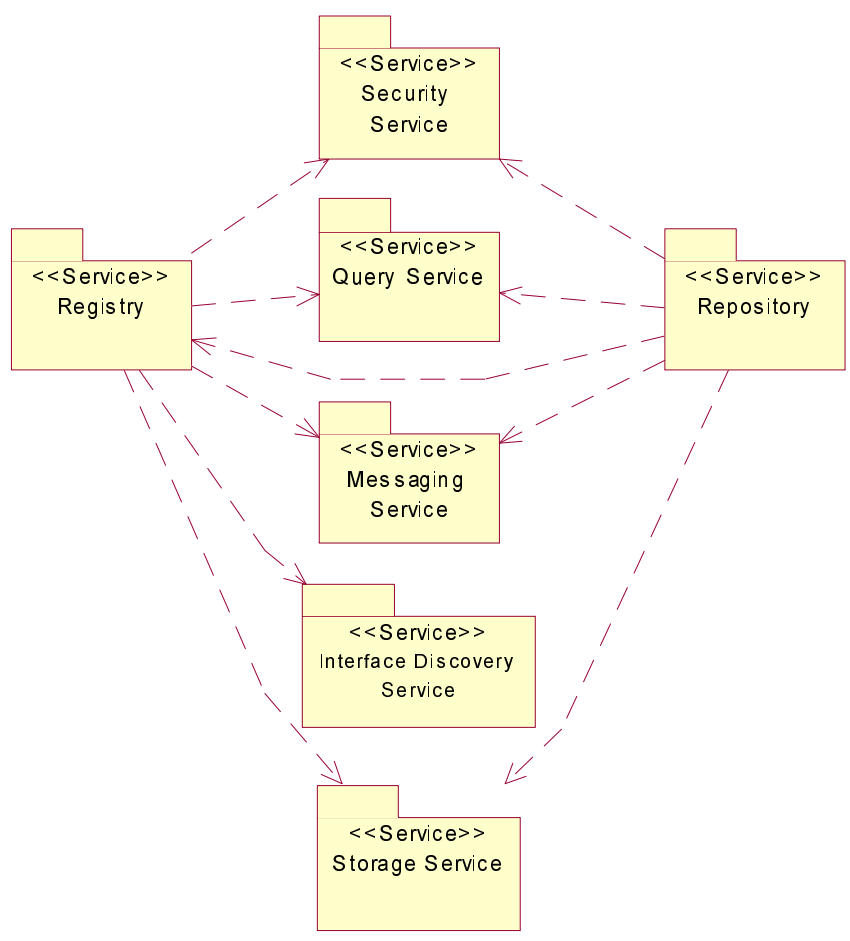 <<Service>>
Security
Service
<<Service>>
Query Service
<<Service>>
Registry
<<Service>>
Repository
<<Service>>
Messaging
Service
<<Service>>
Interface Discovery
Service
<<Service>>
Storage Service